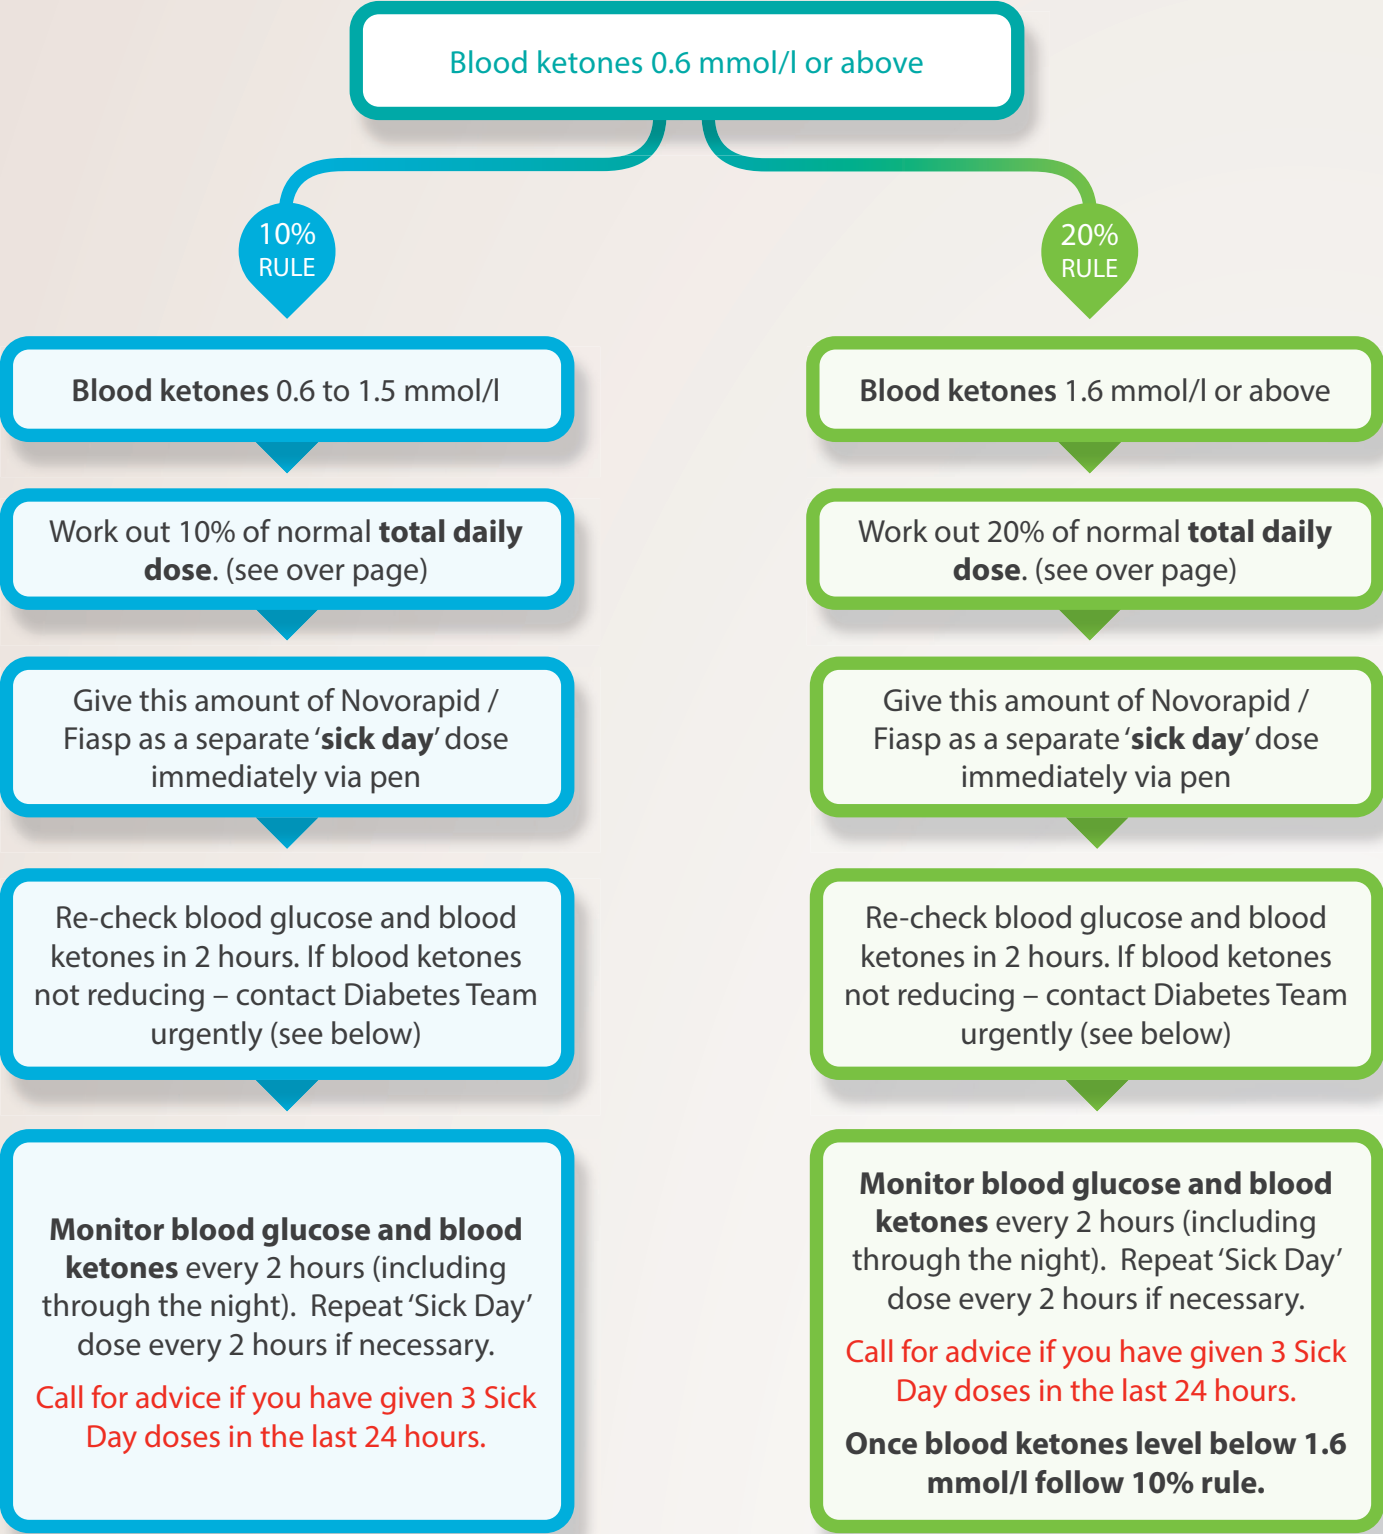 Blood ketones 0.6 mmol/l or above
10%
RULE
Blood ketones 0.6 to 1.5 mmol/l
Work out 10% of normal total daily
dose. (see over page)
Give this amount of Novorapid /
Fiasp as a separate ‘sick day’ dose
immediately via pen
Re-check blood glucose and blood
ketones in 2 hours. If blood ketones
not reducing – contact Diabetes Team
urgently (see below)
Monitor blood glucose and blood
ketones every 2 hours (including
through the night). Repeat ‘Sick Day’
dose every 2 hours if necessary.
Call for advice if you have given 3 Sick
Day doses in the last 24 hours.
20%
RULE
Blood ketones 1.6 mmol/l or above
Work out 20% of normal total daily
dose. (see over page)
Give this amount of Novorapid /
Fiasp as a separate ‘sick day’ dose
immediately via pen
Re-check blood glucose and blood
ketones in 2 hours. If blood ketones
not reducing – contact Diabetes Team
urgently (see below)
Monitor blood glucose and blood
ketones every 2 hours (including
through the night). Repeat ‘Sick Day’
dose every 2 hours if necessary.
Call for advice if you have given 3 Sick
Day doses in the last 24 hours.
Once blood ketones level below 1.6
mmol/l follow 10% rule.